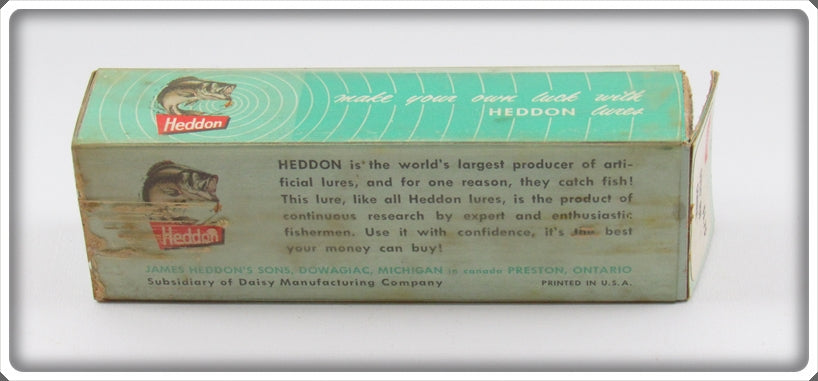 make your own luck with
HEDDON lures
Heddon
HEDDON is the world's largest producer of arti-
ficial lures, and for one reason, they catch fish!
This lure, like all Heddon lures, is the product of
continuous research by expert and enthusiastic
fishermen. Use it with confidence, it's the best
your money can buy!
Heddon
JAMES HEDDON'S SONS, DOWAGIAC, MICHIGAN in canada PRESTON, ONTARIO
Subsidiary of Daisy Manufacturing Company PRINTED IN U.S.A.